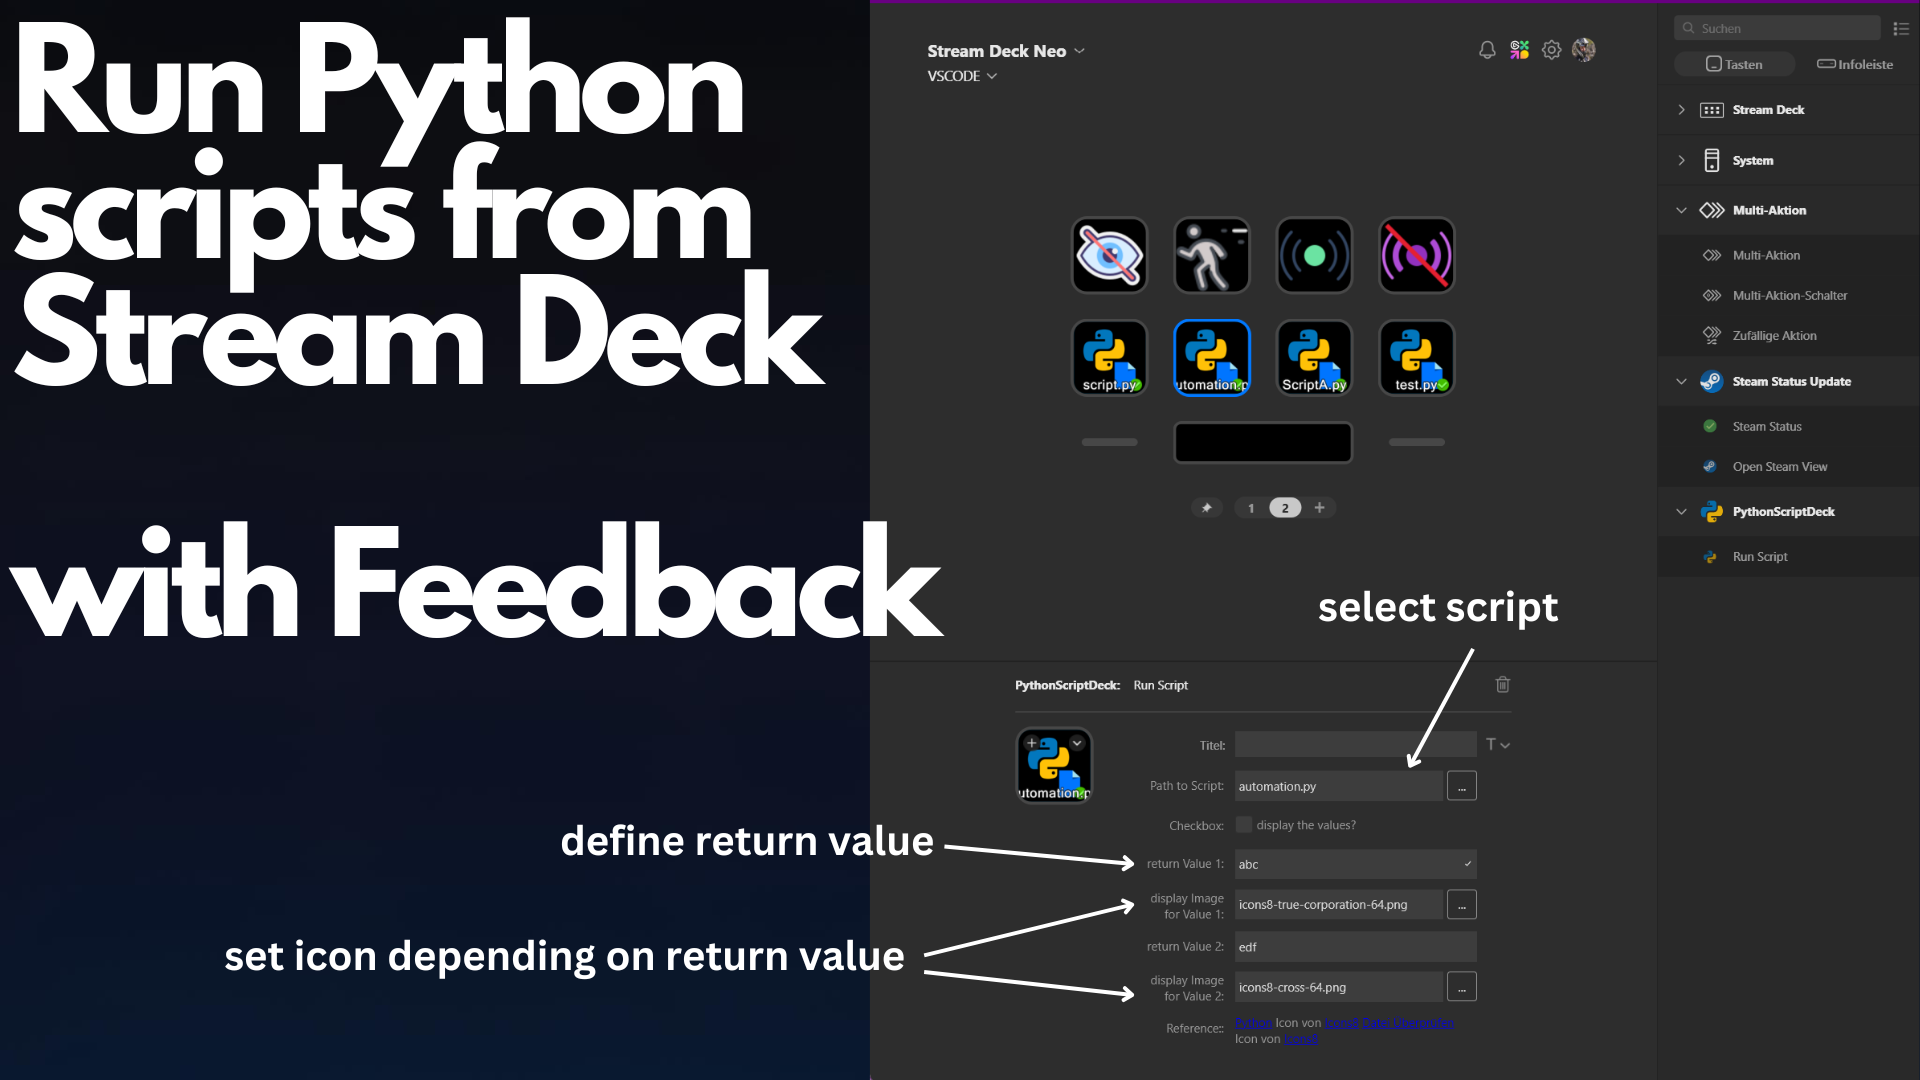 Run Python
scripts from
Stream Deck
with Feedback
Stream Deck Neo
VSCODE
script.py
utomation.p
ScriptA.py
test.py
1
2
+
select script
PythonScriptDeck: Run Script
utomation.p
Titel:
T
Path to Script:
automation.py
...
Checkbox:
display the values?
define return value
return Value 1:
abc
display Image
for Value 1:
icons8-true-corporation-64.png
...
set icon depending on return value
return Value 2:
edf
display Image
for Value 2:
icons8-cross-64.png
...
Reference::
Python Icon von Icons8 Datei Überprüfen
Icon von Icons8
Suchen
Tasten
Infoleiste
Stream Deck
System
Multi-Aktion
Multi-Aktion
Multi-Aktion-Schalter
Zufällige Aktion
Steam Status Update
Steam Status
Open Steam View
PythonScriptDeck
Run Script